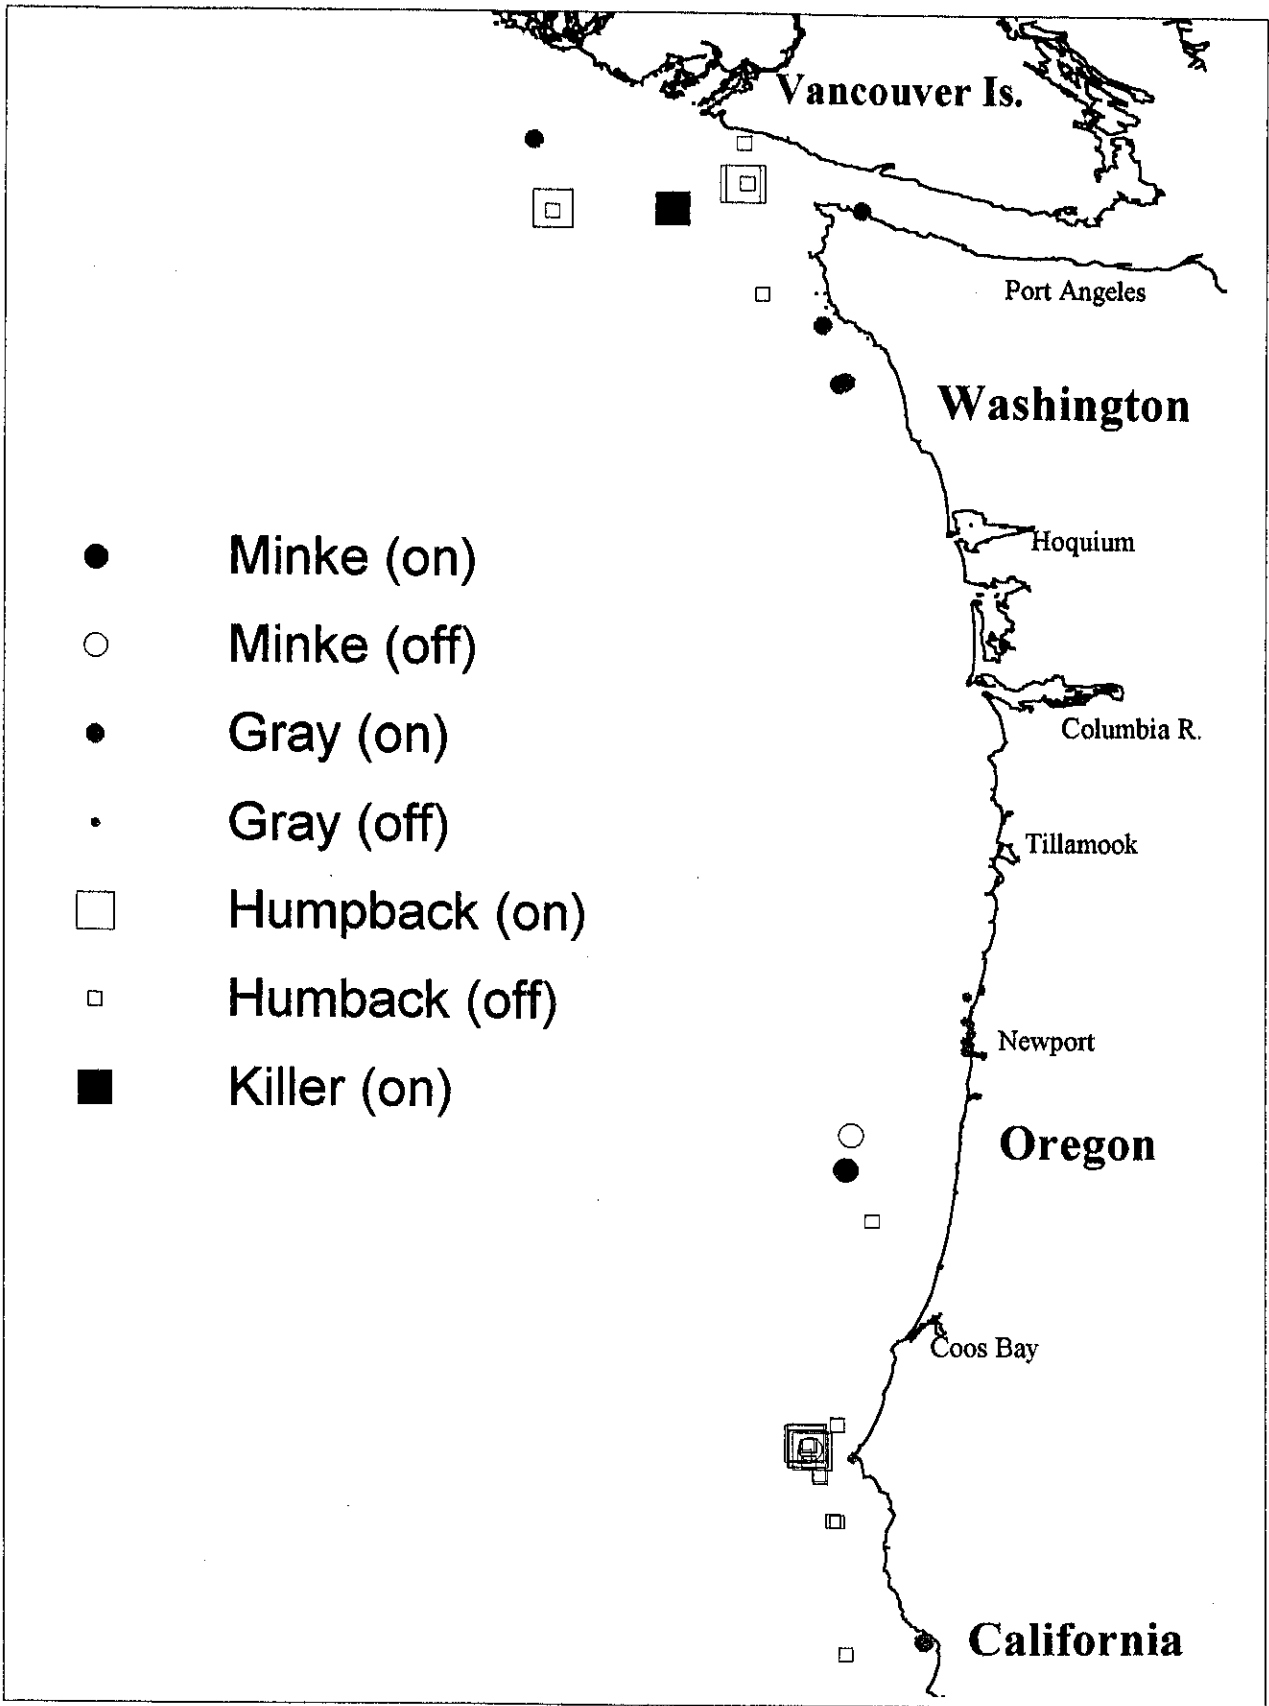 Vancouver Is.
Port Angeles
Washington
Hoquium
Minke (on)
Minke (off)
Gray (on)
Columbia R.
Gray (off)
Tillamook
Humpback (on)
Humback (off)
Newport
Killer (on)
Oregon
Coos Bay
California